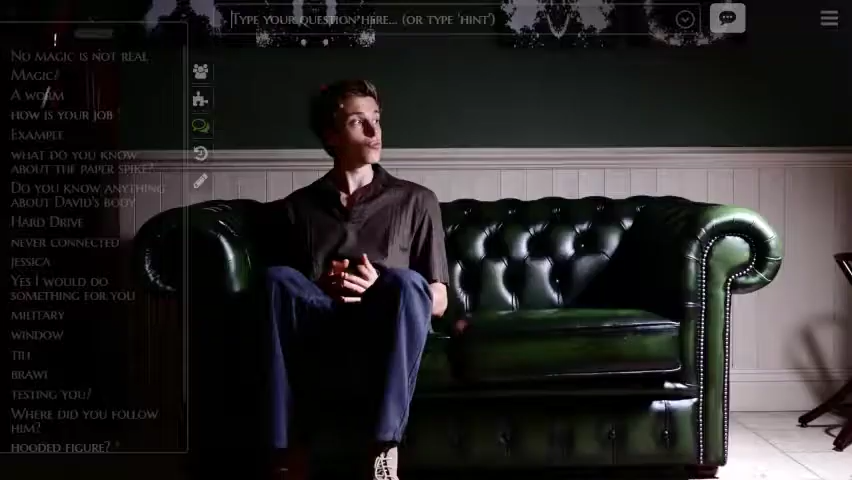 Type your question here... (or type 'hint')
No magic is not real
Magic?
A worm
how is your job
Example
what do you know
about the paper spike?
Do you know anything
about David's body
Hard Drive
never connected
Jessica
Yes I would do
something for you
military
window
Till
brawl
testing you?
Where did you follow
him?
hooded figure?